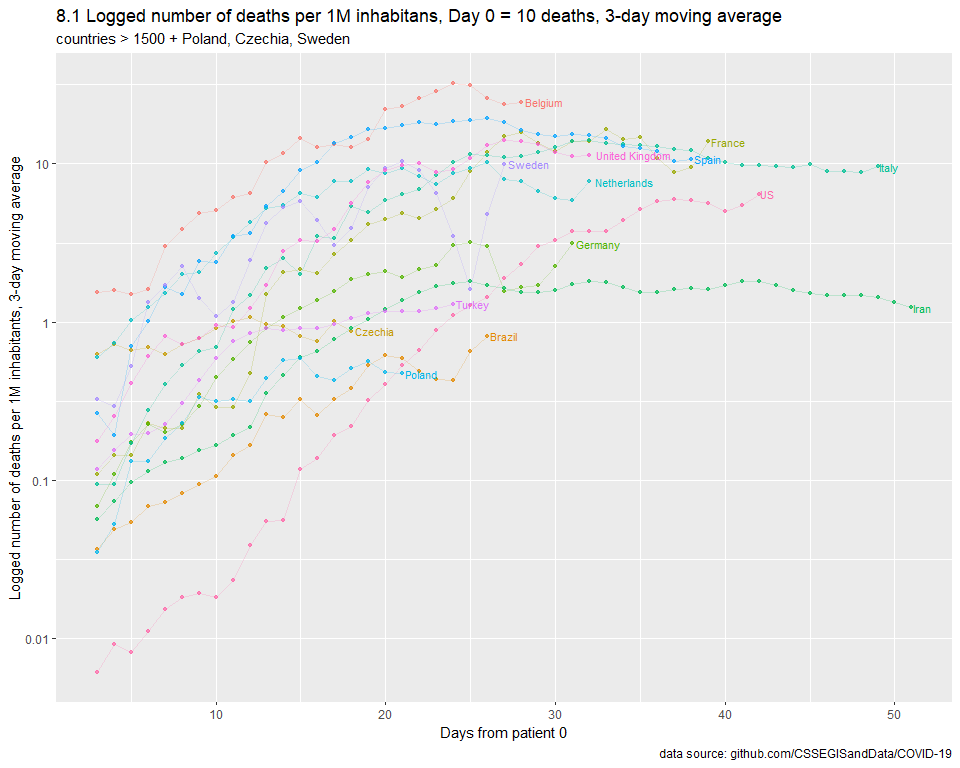 8.1 Logged number of deaths per 1M inhabitans, Day 0 = 10 deaths, 3-day moving average
countries > 1500 + Poland, Czechia, Sweden
Logged number of deaths per 1M inhabitants, 3-day moving average
10
1
0.1
0.01
Belgium
France
United Kingdom
Spain
Sweden
Italy
Netherlands
US
Germany
Turkey
Iran
Czechia
Brazil
Poland
10 20 30 40 50
Days from patient 0
data source: github.com/CSSEGISandData/COVID-19